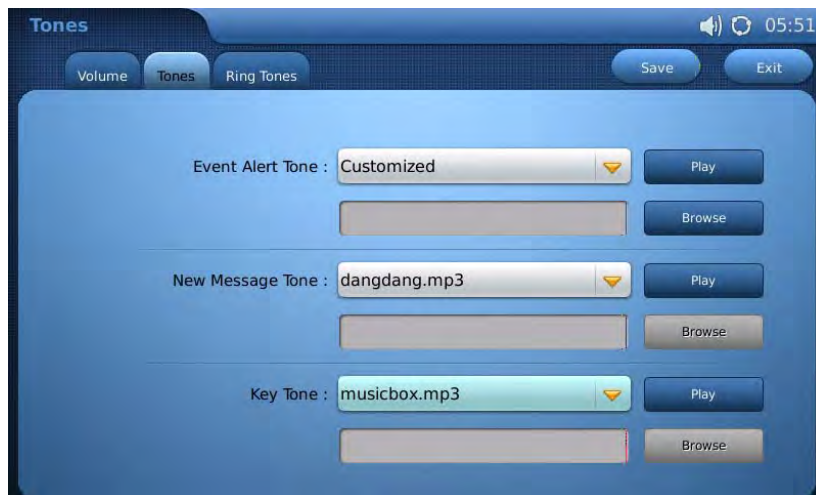 Tones 05:51
Volume Tones Ring Tones Save Exit
Event Alert Tone : Customized Play
Browse
New Message Tone : dangdang.mp3 Play
Browse
Key Tone : musicbox.mp3 Play
Browse